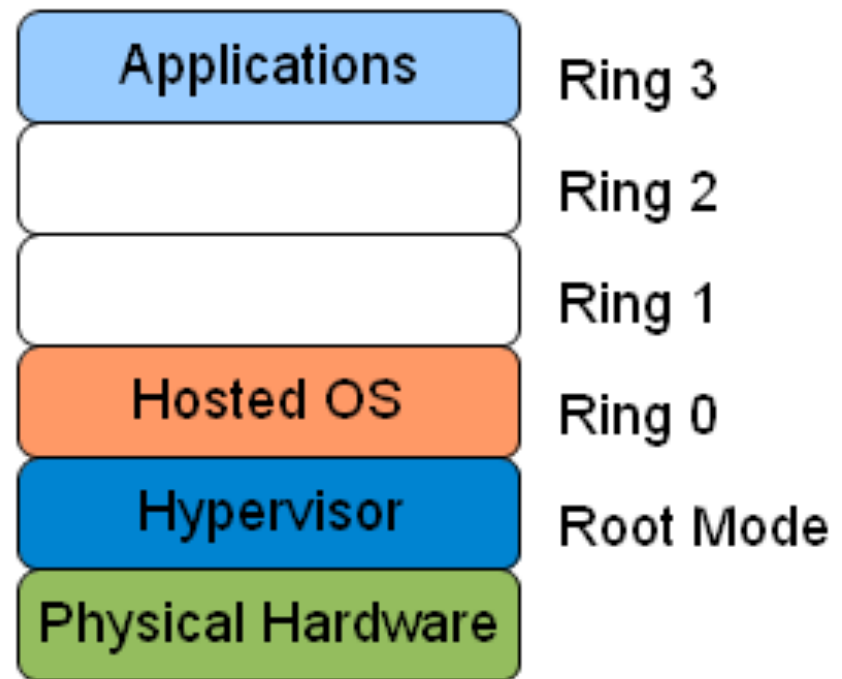 Applications
Ring 3
Ring 2
Ring 1
Hosted OS
Ring 0
Hypervisor
Root Mode
Physical Hardware